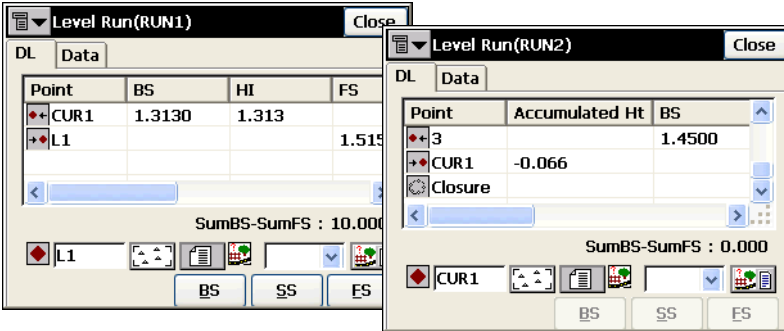 Level Run(RUN1) Close
DL Data
Point BS HI FS
CUR1 1.3130 1.313
L1 1.515
SumBS-SumFS : 10.000
L1
BS SS FS
Level Run(RUN2) Close
DL Data
Point Accumulated Ht BS
3 1.4500
CUR1 -0.066
Closure
SumBS-SumFS : 0.000
CUR1
BS SS FS